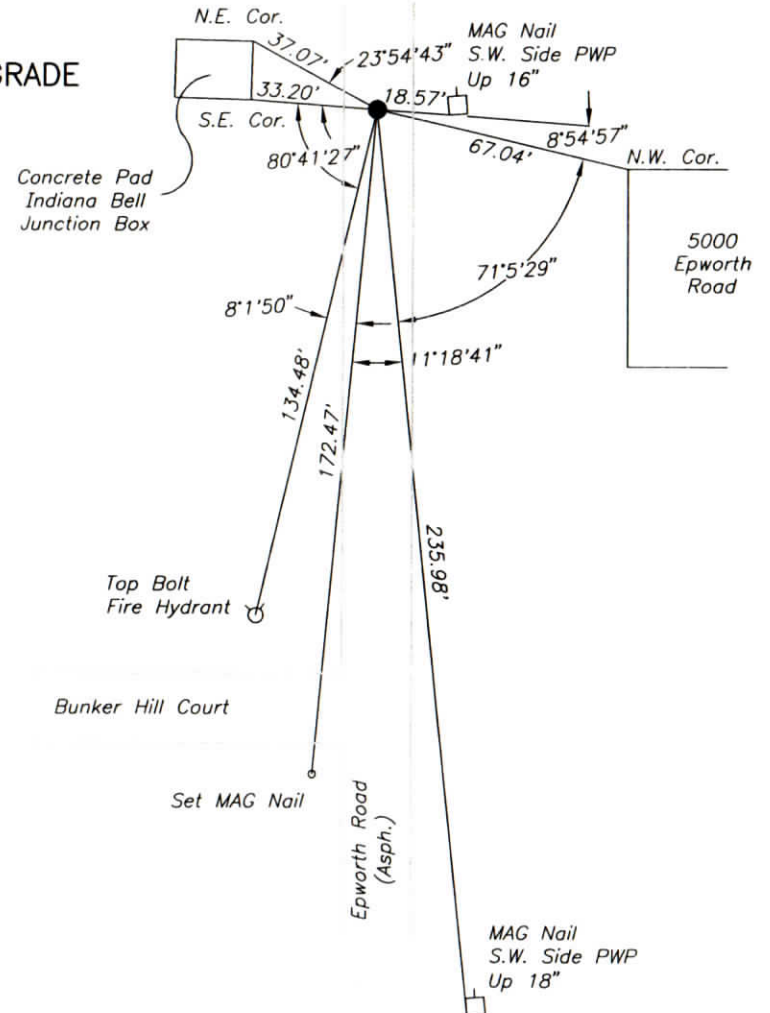 N.E. Cor.
MAG Nail
S.W. Side PWP
Up 16"
37.07'
23°54'43"
33.20'
18.57'
S.E. Cor.
8°54'57"
80°41'27"
67.04'
N.W. Cor.
Concrete Pad
Indiana Bell
Junction Box
5000
Epworth
Road
71°5'29"
8°1'50"
11°18'41"
134.48'
172.47'
235.98'
Top Bolt
Fire Hydrant
Bunker Hill Court
Set MAG Nail
Epworth Road
(Asph.)
MAG Nail
S.W. Side PWP
Up 18"